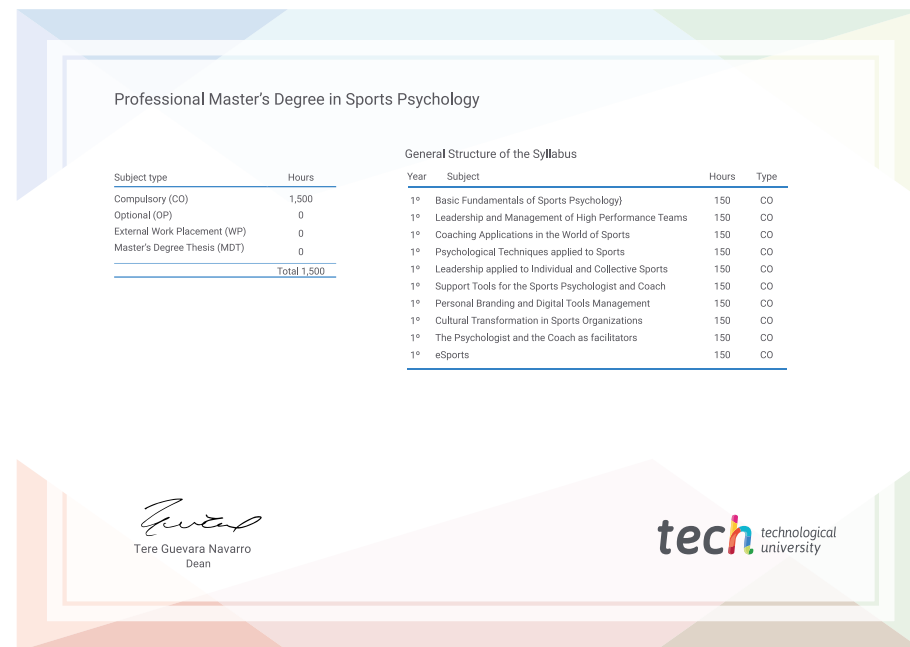 Professional Master's Degree in Sports Psychology
Subject type Hours
Compulsory (CO) 1,500
Optional (OP) 0
External Work Placement (WP) 0
Master's Degree Thesis (MDT) 0
Total 1,500
General Structure of the Syllabus
Year Subject Hours Type
1º Basic Fundamentals of Sports Psychology} 150 CO
1º Leadership and Management of High Performance Teams 150 CO
1º Coaching Applications in the World of Sports 150 CO
1º Psychological Techniques applied to Sports 150 CO
1º Leadership applied to Individual and Collective Sports 150 CO
1º Support Tools for the Sports Psychologist and Coach 150 CO
1º Personal Branding and Digital Tools Management 150 CO
1º Cultural Transformation in Sports Organizations 150 CO
1º The Psychologist and the Coach as facilitators 150 CO
1º eSports 150 CO
Tere Guevara Navarro
Dean
tech technological
university